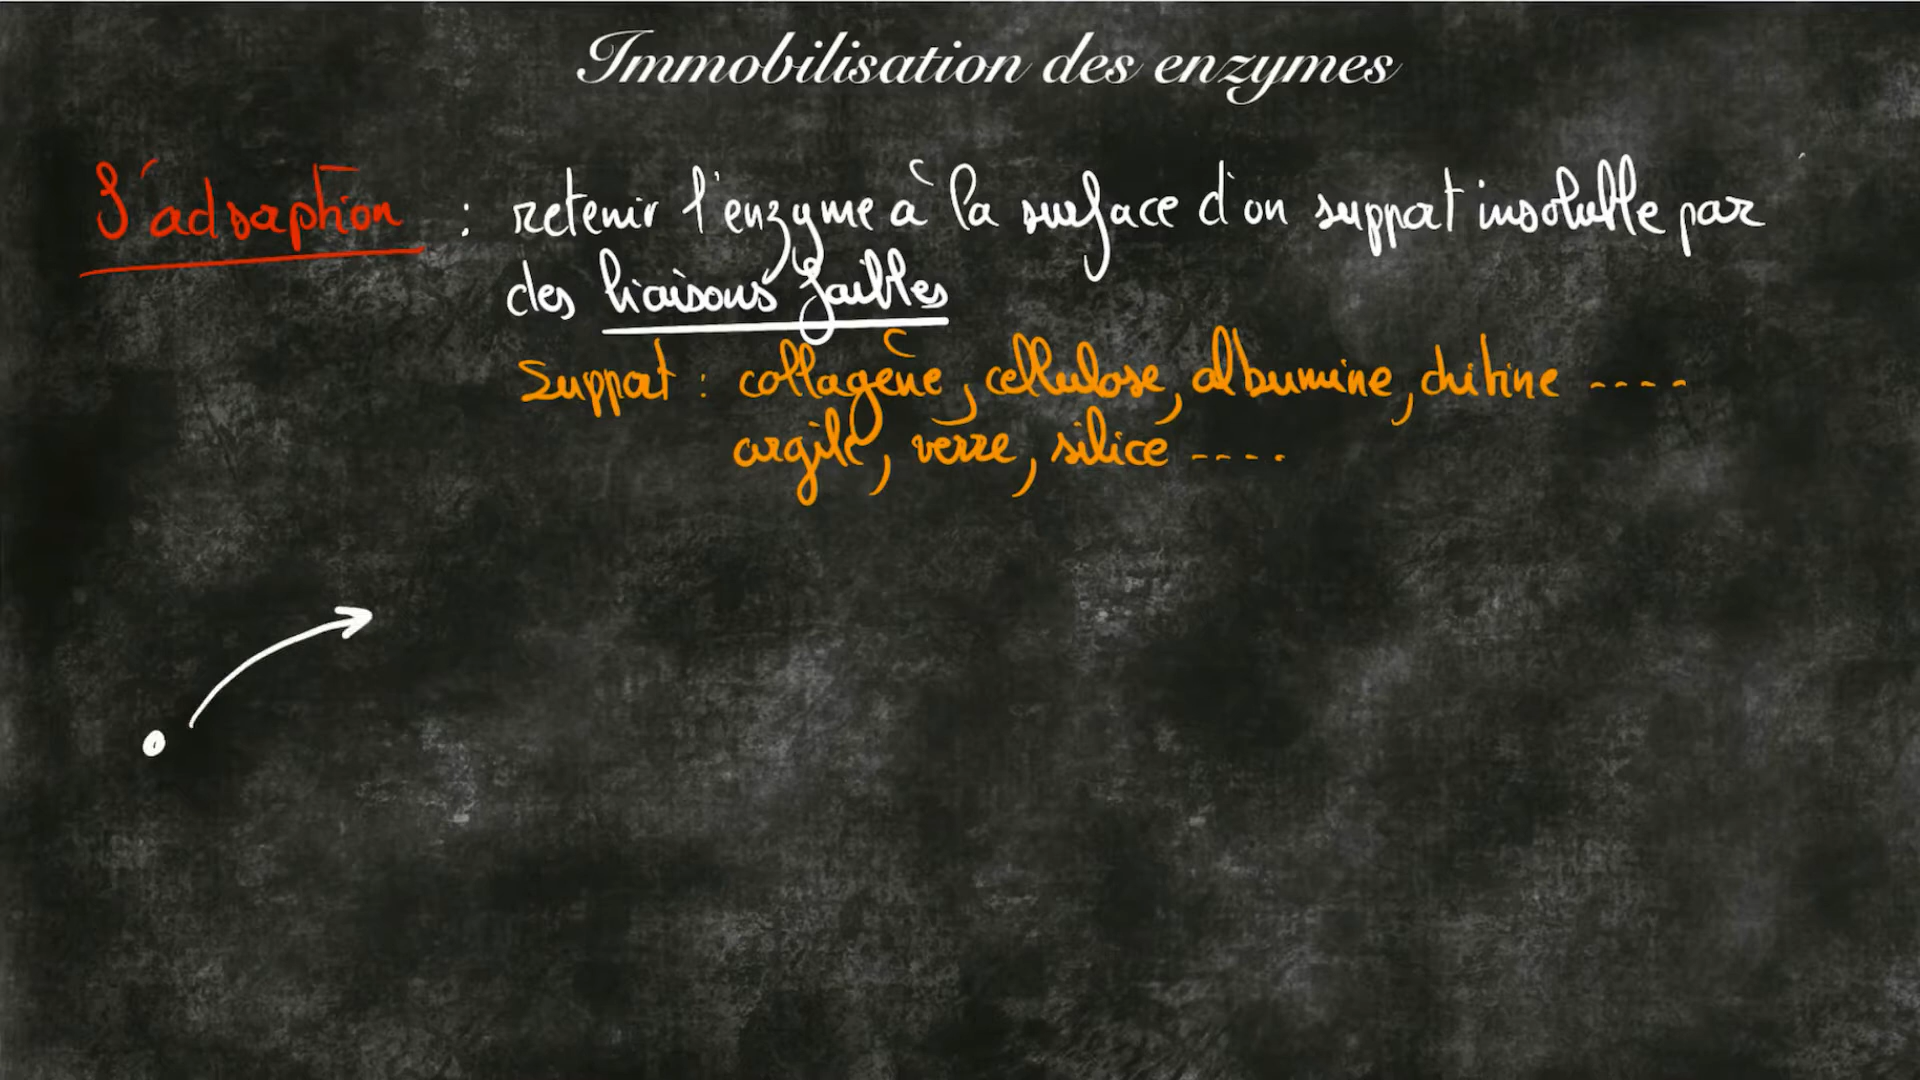 Immobilisation des enzymes
L'adsorption : retenir l'enzyme à la surface d'un support insoluble par
des liaisons faibles
Support : collagène, cellulose, albumine, chitine ----
argile, verre, silice ----